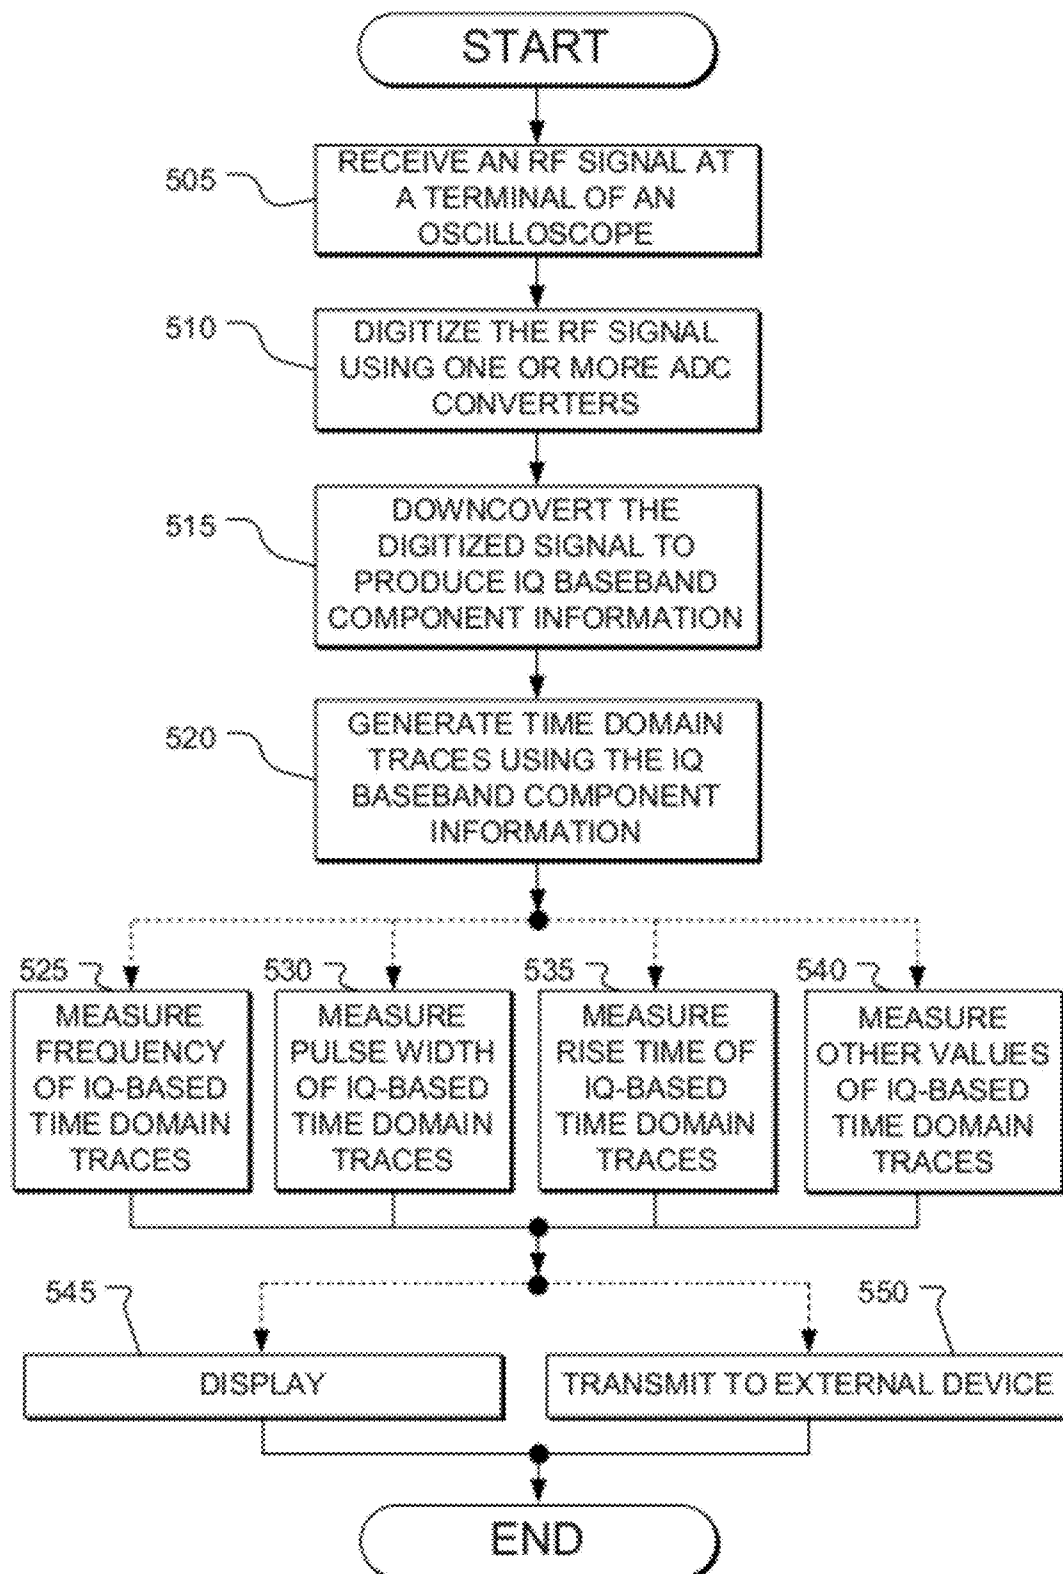 START
505
RECEIVE AN RF SIGNAL AT
A TERMINAL OF AN
OSCILLOSCOPE
510
DIGITIZE THE RF SIGNAL
USING ONE OR MORE ADC
CONVERTERS
515
DOWNCOVERT THE
DIGITIZED SIGNAL TO
PRODUCE IQ BASEBAND
COMPONENT INFORMATION
520
GENERATE TIME DOMAIN
TRACES USING THE IQ
BASEBAND COMPONENT
INFORMATION
525
MEASURE
FREQUENCY
OF IQ-BASED
TIME DOMAIN
TRACES
530
MEASURE
PULSE WIDTH
OF IQ-BASED
TIME DOMAIN
TRACES
535
MEASURE
RISE TIME OF
IQ-BASED
TIME DOMAIN
TRACES
540
MEASURE
OTHER VALUES
OF IQ-BASED
TIME DOMAIN
TRACES
545
DISPLAY
550
TRANSMIT TO EXTERNAL DEVICE
END